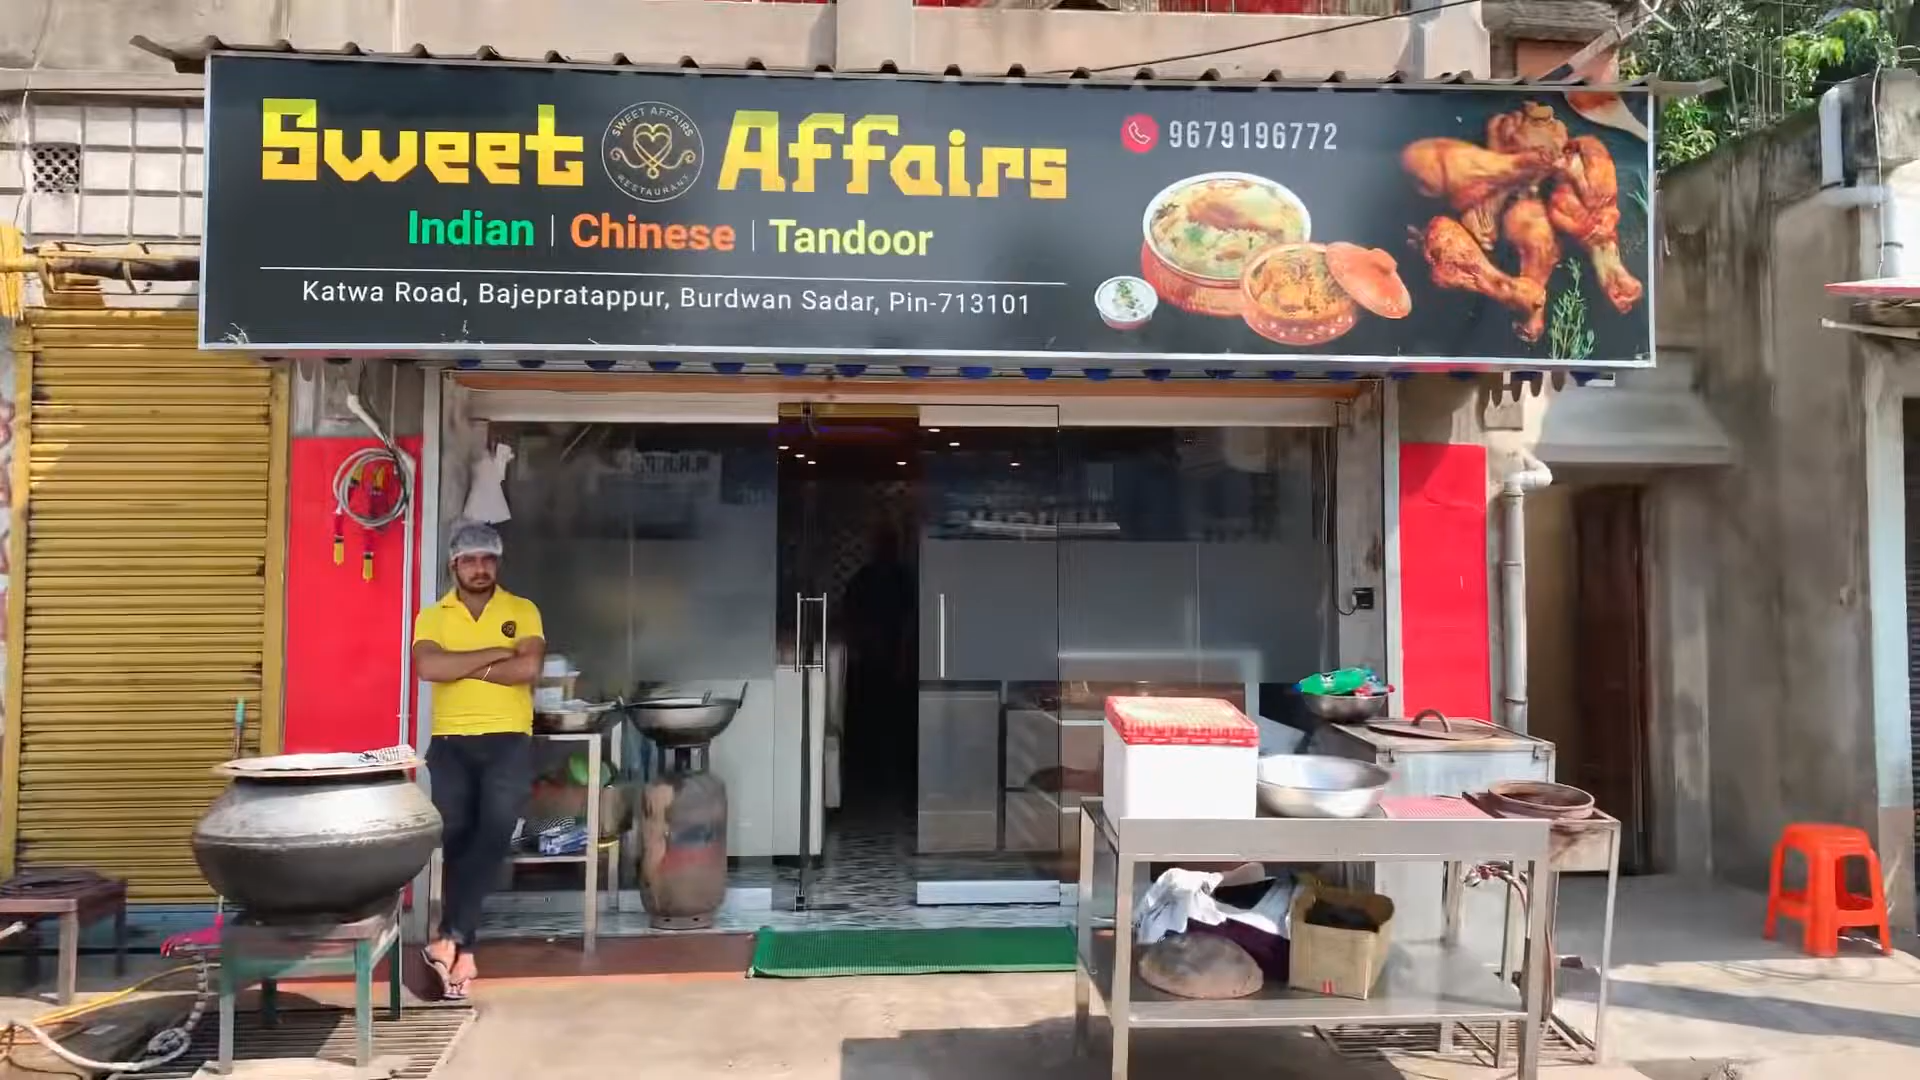 Sweet Affairs
SWEET AFFAIRS
RESTAURANT
9679196772
Indian | Chinese | Tandoor
Katwa Road, Bajepratappur, Burdwan Sadar, Pin-713101